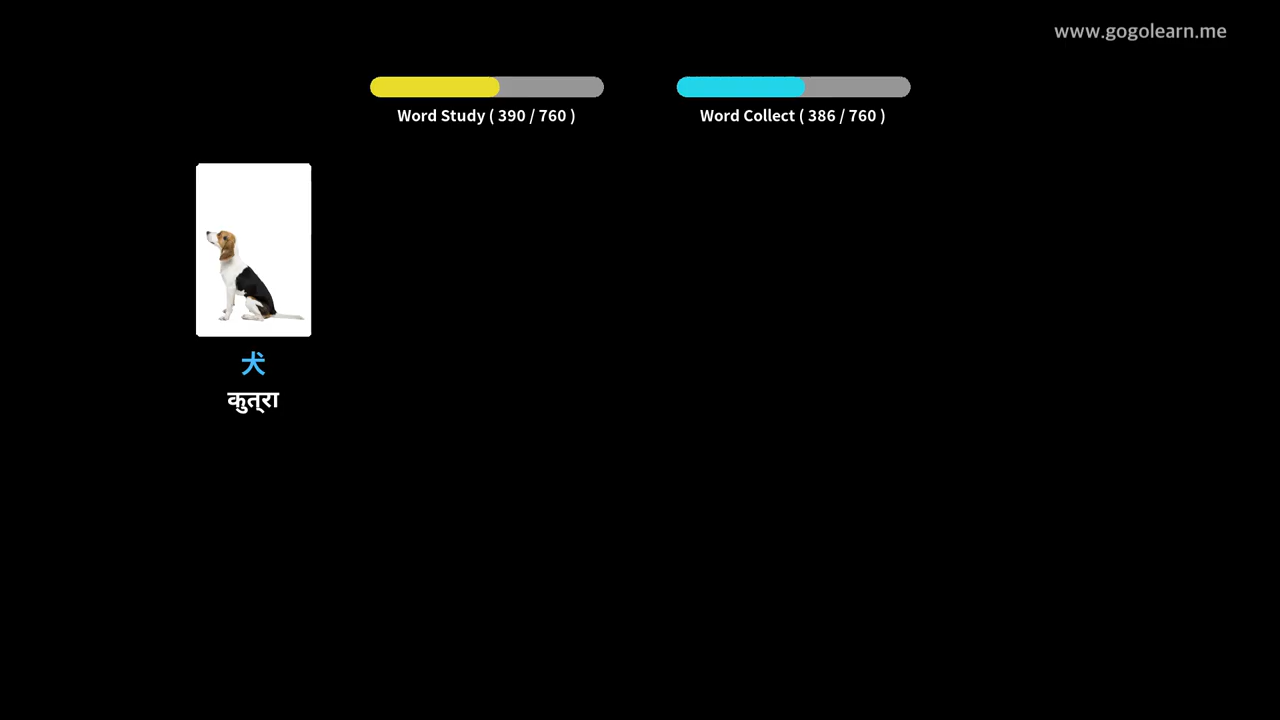 www.gogolearn.me
Word Study ( 390 / 760 )
Word Collect ( 386 / 760 )
犬
कुत्रा